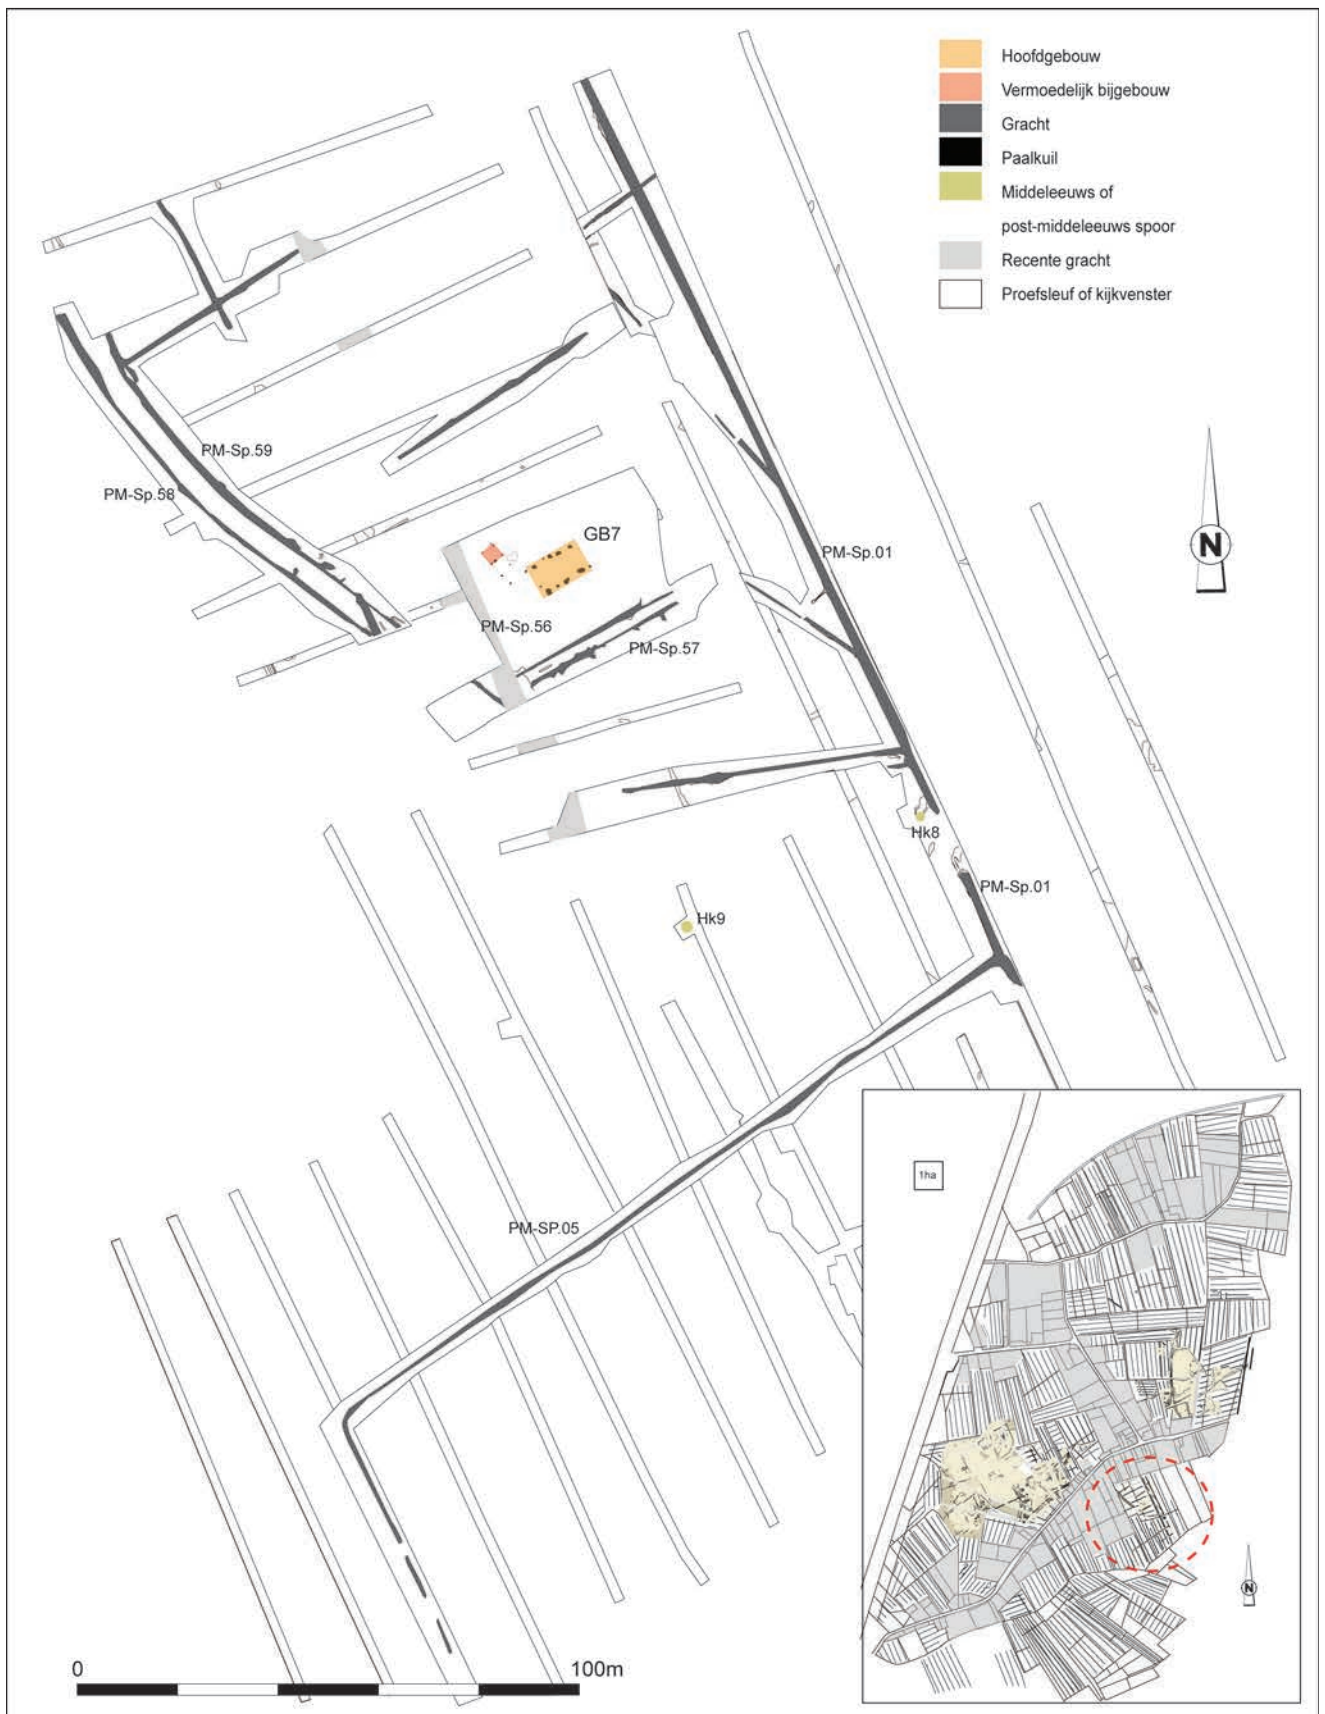 Hoofdgebouw
Vermoedelijk bijgebouw
Gracht
Paalkuil
Middeleeuws of
post-middeleeuws spoor
Recente gracht
Proefsleuf of kijkvenster
PM-Sp.59
PM-Sp.58
GB7
PM-Sp.01
N
PM-Sp.56
PM-Sp.57
Hk8
PM-Sp.01
Hk9
PM-SP.05
1ha
N
0
100m